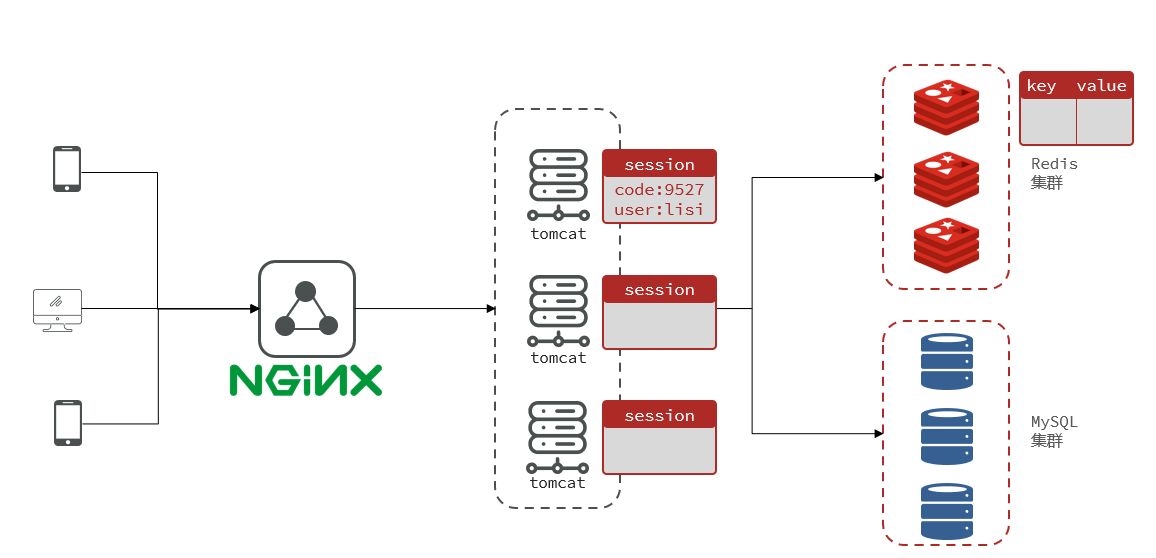 NGINX
session
code:9527
user:lisi
tomcat
session
tomcat
session
tomcat
key value
Redis
集群
MySQL
集群